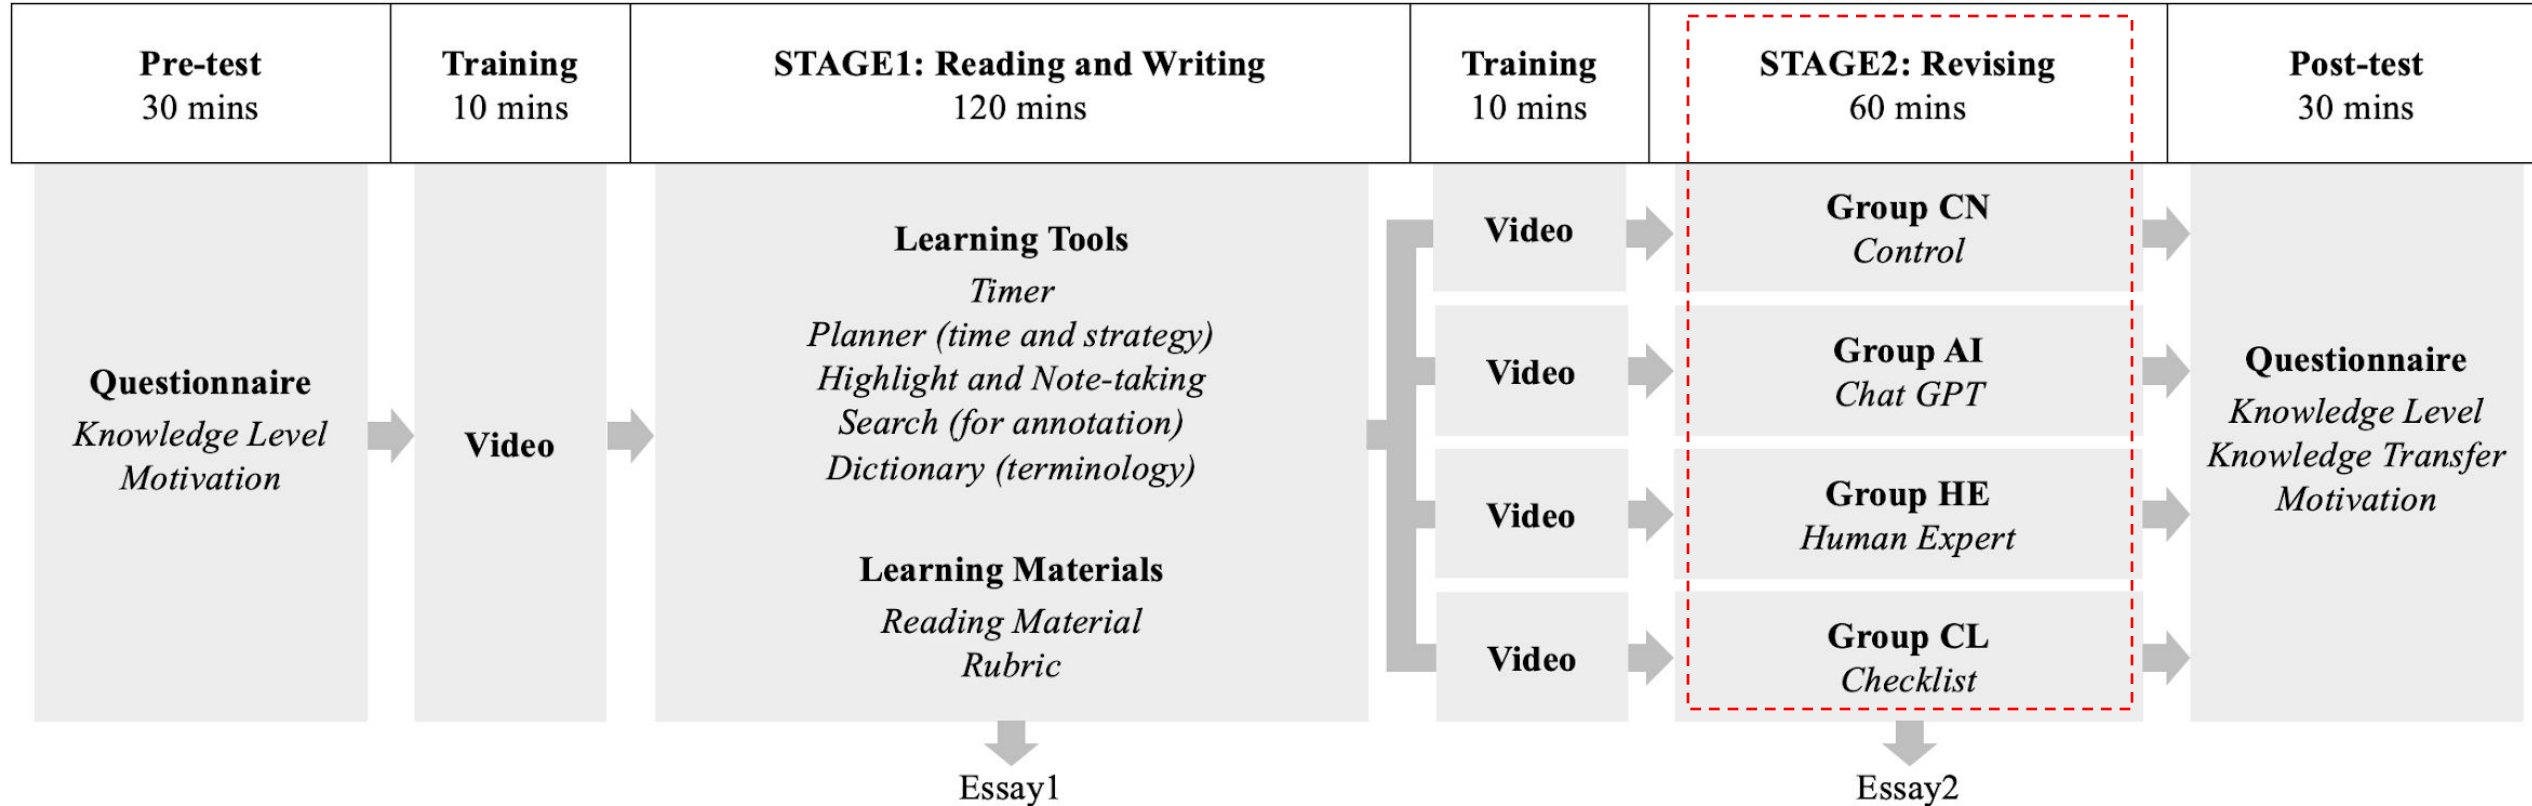 Pre-test
30 mins
Training
10 mins
STAGE1: Reading and Writing
120 mins
Training
10 mins
STAGE2: Revising
60 mins
Post-test
30 mins
Questionnaire
Knowledge Level
Motivation
Video
Learning Tools
Timer
Planner (time and strategy)
Highlight and Note-taking
Search (for annotation)
Dictionary (terminology)
Learning Materials
Reading Material
Rubric
Video
Group CN
Control
Video
Group AI
Chat GPT
Video
Group HE
Human Expert
Video
Group CL
Checklist
Questionnaire
Knowledge Level
Knowledge Transfer
Motivation
Essay1
Essay2